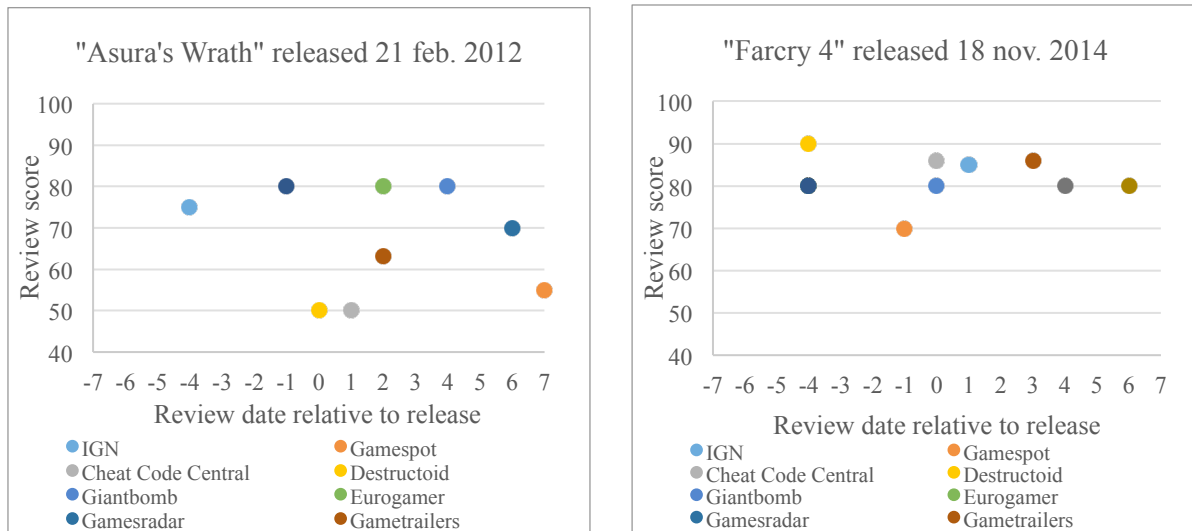 "Asura's Wrath" released 21 feb. 2012
100
90
80
70
60
50
40
Review score
-7 -6 -5 -4 -3 -2 -1 0 1 2 3 4 5 6 7
Review date relative to release
IGN Gamespot
Cheat Code Central Destructoid
Giantbomb Eurogamer
Gamesradar Gametrailers
"Farcry 4" released 18 nov. 2014
100
90
80
70
60
50
40
Review score
-7 -6 -5 -4 -3 -2 -1 0 1 2 3 4 5 6 7
Review date relative to release
IGN Gamespot
Cheat Code Central Destructoid
Giantbomb Eurogamer
Gamesradar Gametrailers